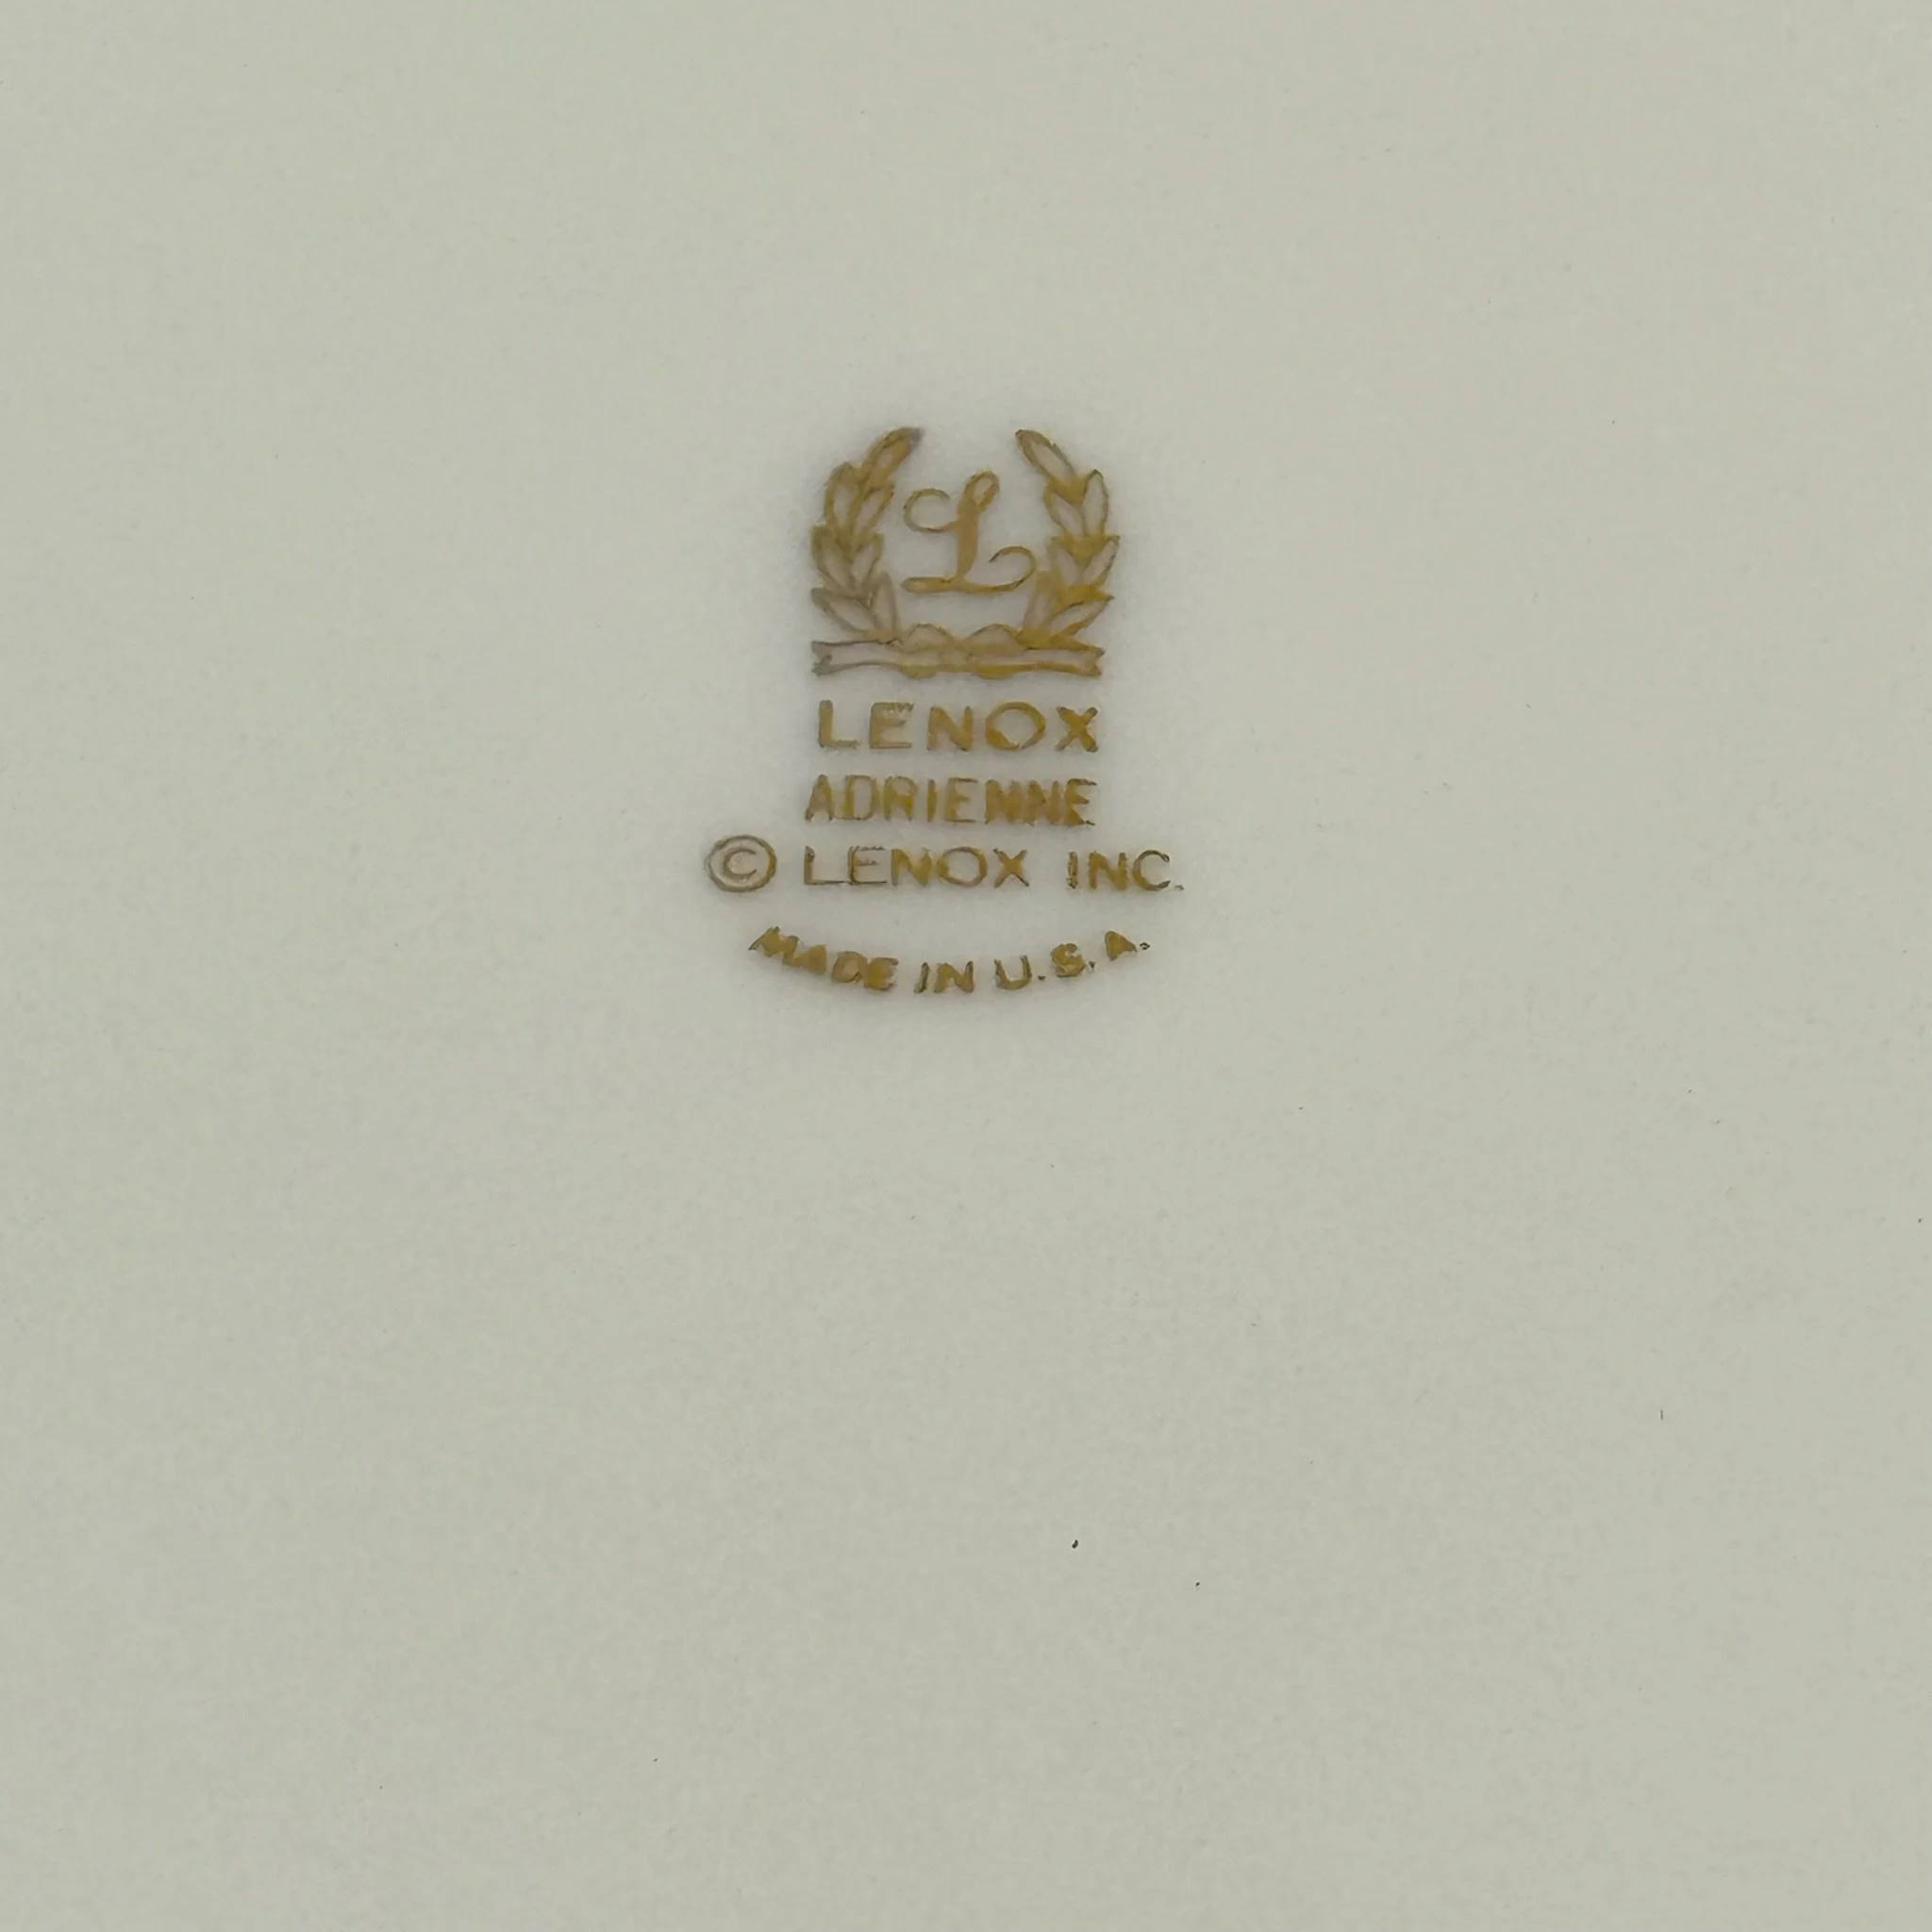 L
LENOX
ADRIENNE
© LENOX INC.
MADE IN U.S.A.